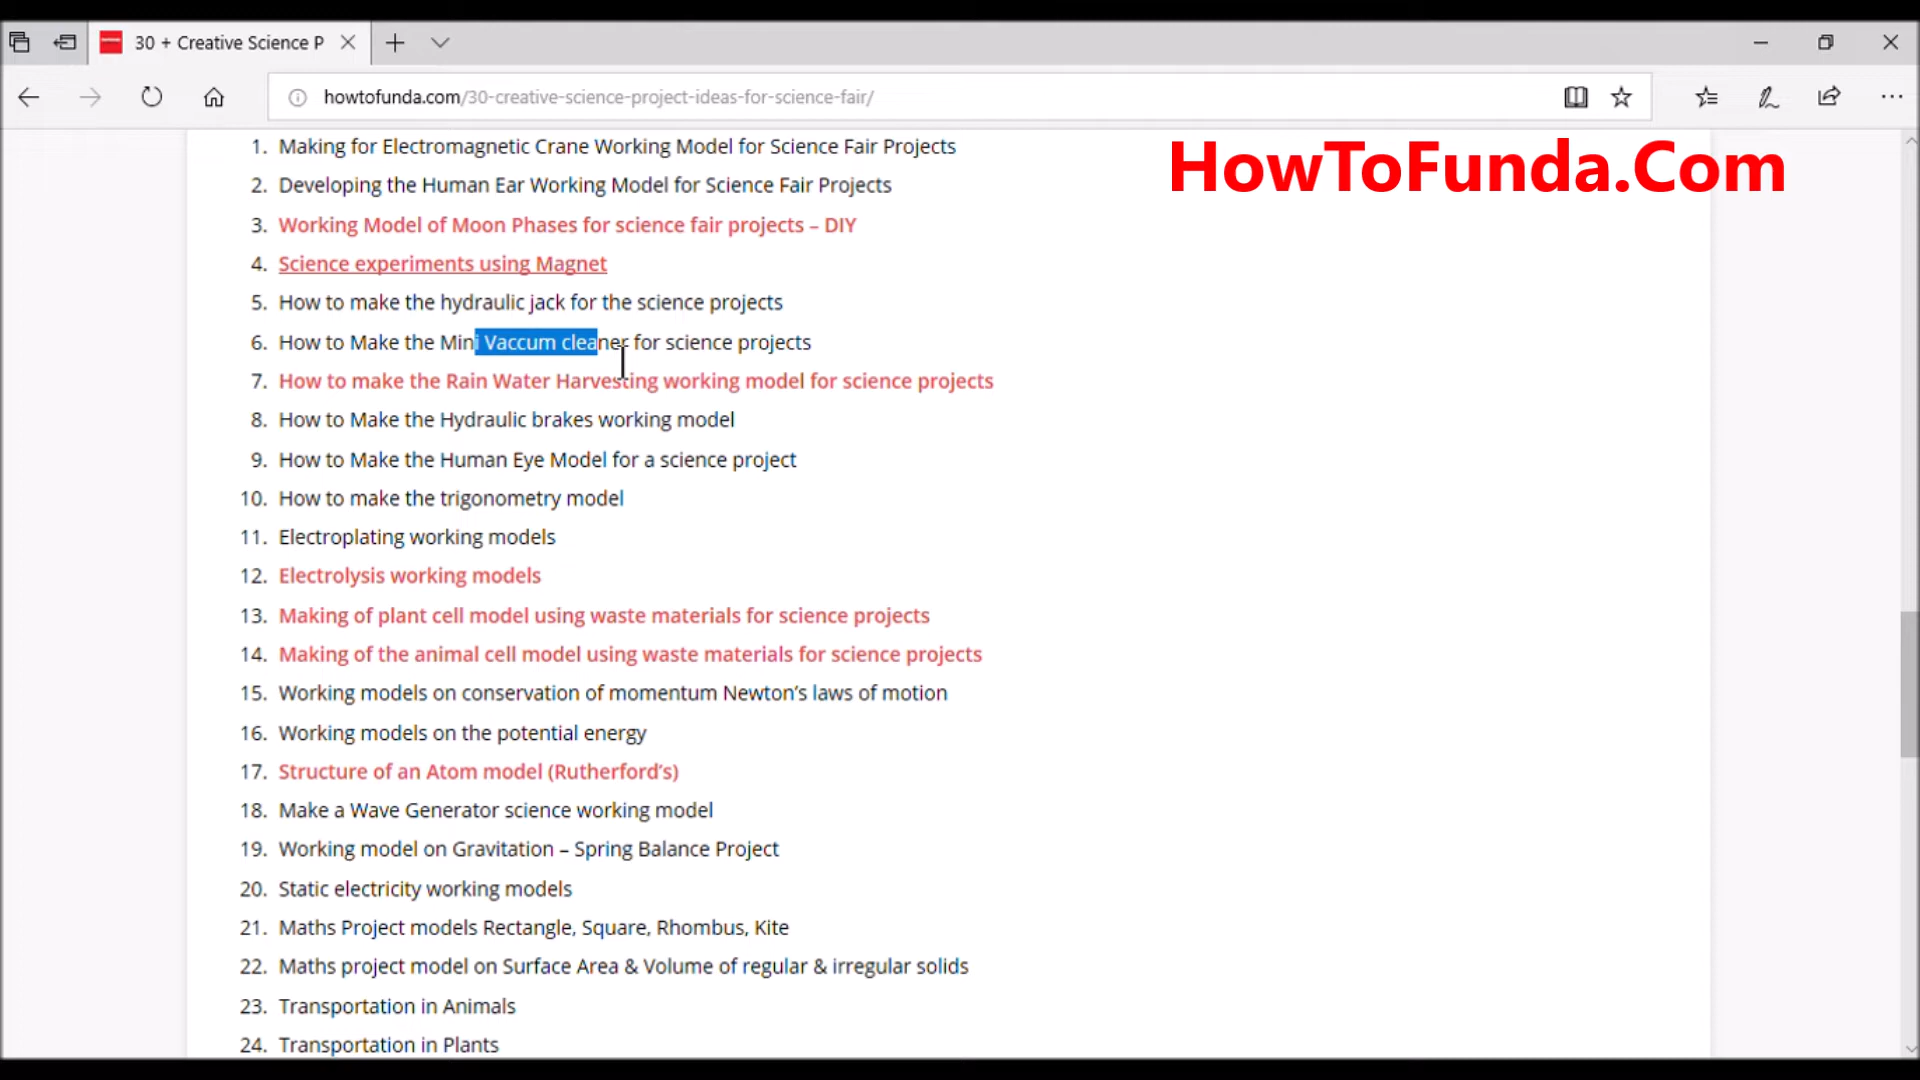 30 + Creative Science P
howtofunda.com/30-creative-science-project-ideas-for-science-fair/
HowToFunda.Com
1. Making for Electromagnetic Crane Working Model for Science Fair Projects
2. Developing the Human Ear Working Model for Science Fair Projects
3. Working Model of Moon Phases for science fair projects – DIY
4. Science experiments using Magnet
5. How to make the hydraulic jack for the science projects
6. How to Make the Mini Vaccum cleaner for science projects
7. How to make the Rain Water Harvesting working model for science projects
8. How to Make the Hydraulic brakes working model
9. How to Make the Human Eye Model for a science project
10. How to make the trigonometry model
11. Electroplating working models
12. Electrolysis working models
13. Making of plant cell model using waste materials for science projects
14. Making of the animal cell model using waste materials for science projects
15. Working models on conservation of momentum Newton’s laws of motion
16. Working models on the potential energy
17. Structure of an Atom model (Rutherford’s)
18. Make a Wave Generator science working model
19. Working model on Gravitation – Spring Balance Project
20. Static electricity working models
21. Maths Project models Rectangle, Square, Rhombus, Kite
22. Maths project model on Surface Area & Volume of regular & irregular solids
23. Transportation in Animals
24. Transportation in Plants